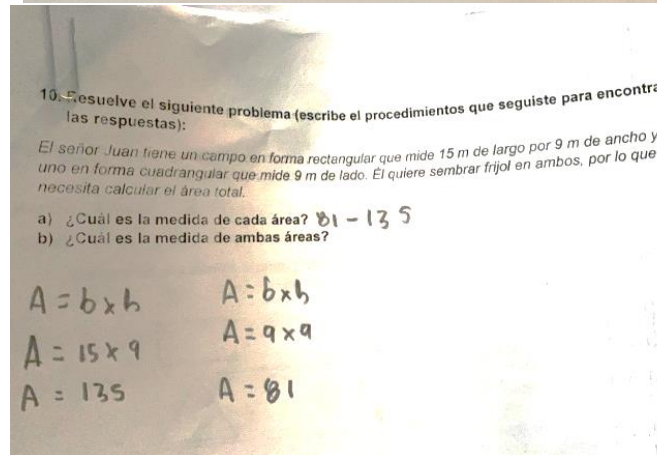 10. Resuelve el siguiente problema (escribe el procedimientos que seguiste para encontra
las respuestas):
El señor Juan tiene un campo en forma rectangular que mide 15 m de largo por 9 m de ancho y
uno en forma cuadrangular que mide 9 m de lado. Él quiere sembrar frijol en ambos, por lo que
necesita calcular el área total.
a) ¿Cuál es la medida de cada área? 81 - 135
b) ¿Cuál es la medida de ambas áreas?
A = b x h
A = 15 x 9
A = 135
A = b x h
A = 9 x 9
A = 81